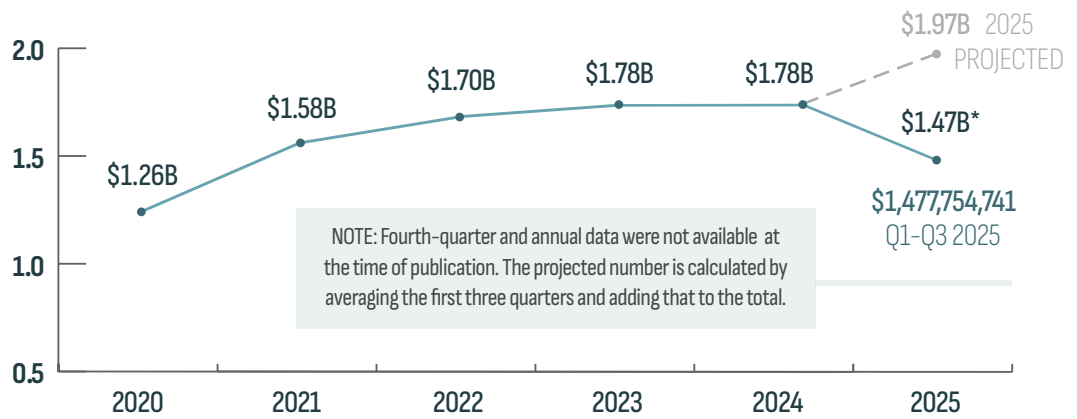 $1.97B 2025
PROJECTED
2.0
$1.26B
$1.58B
$1.70B
$1.78B
$1.78B
$1.47B*
1.5
$1,477,754,741
Q1-Q3 2025
NOTE: Fourth-quarter and annual data were not available at
the time of publication. The projected number is calculated by
averaging the first three quarters and adding that to the total.
1.0
0.5
2020
2021
2022
2023
2024
2025